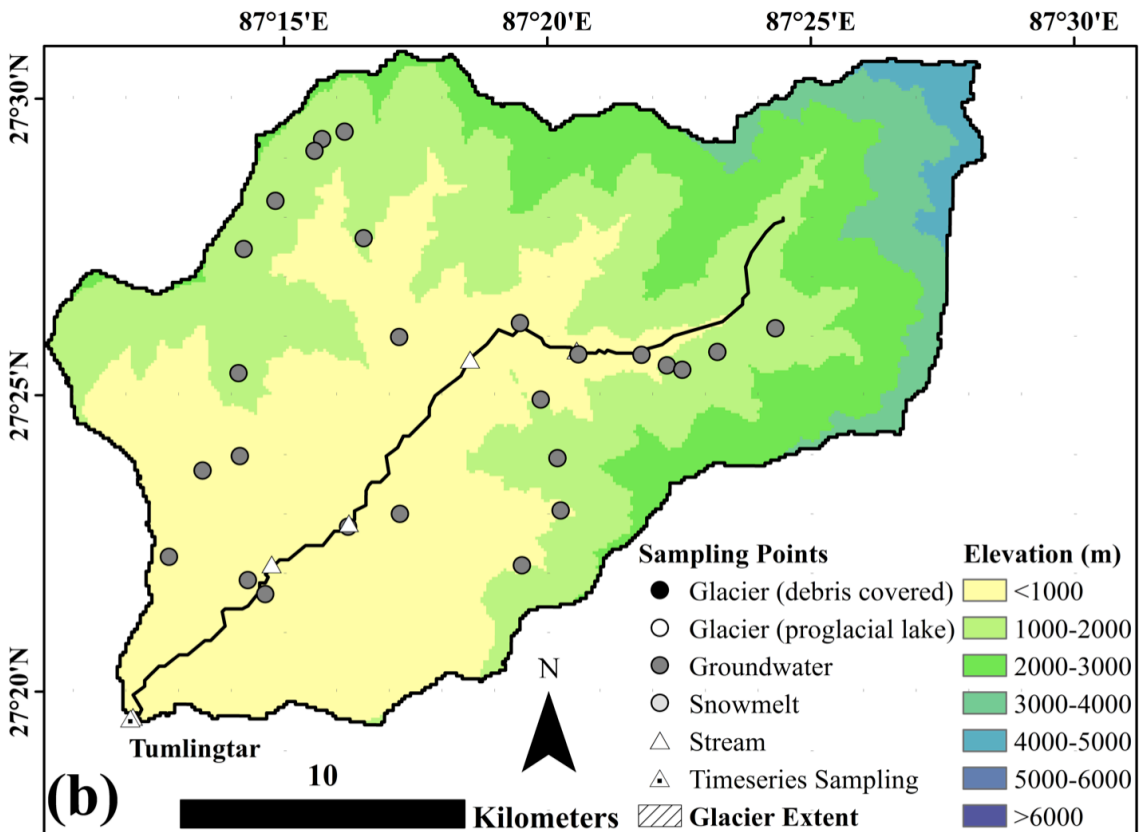 87°15'E 87°20'E 87°25'E 87°30'E
27°30'N
27°25'N
27°20'N
Tumlingtar
(b)
10
Kilometers
N
Sampling Points
Glacier (debris covered)
Glacier (proglacial lake)
Groundwater
Snowmelt
Stream
Timeseries Sampling
Glacier Extent
Elevation (m)
<1000
1000-2000
2000-3000
3000-4000
4000-5000
5000-6000
>6000